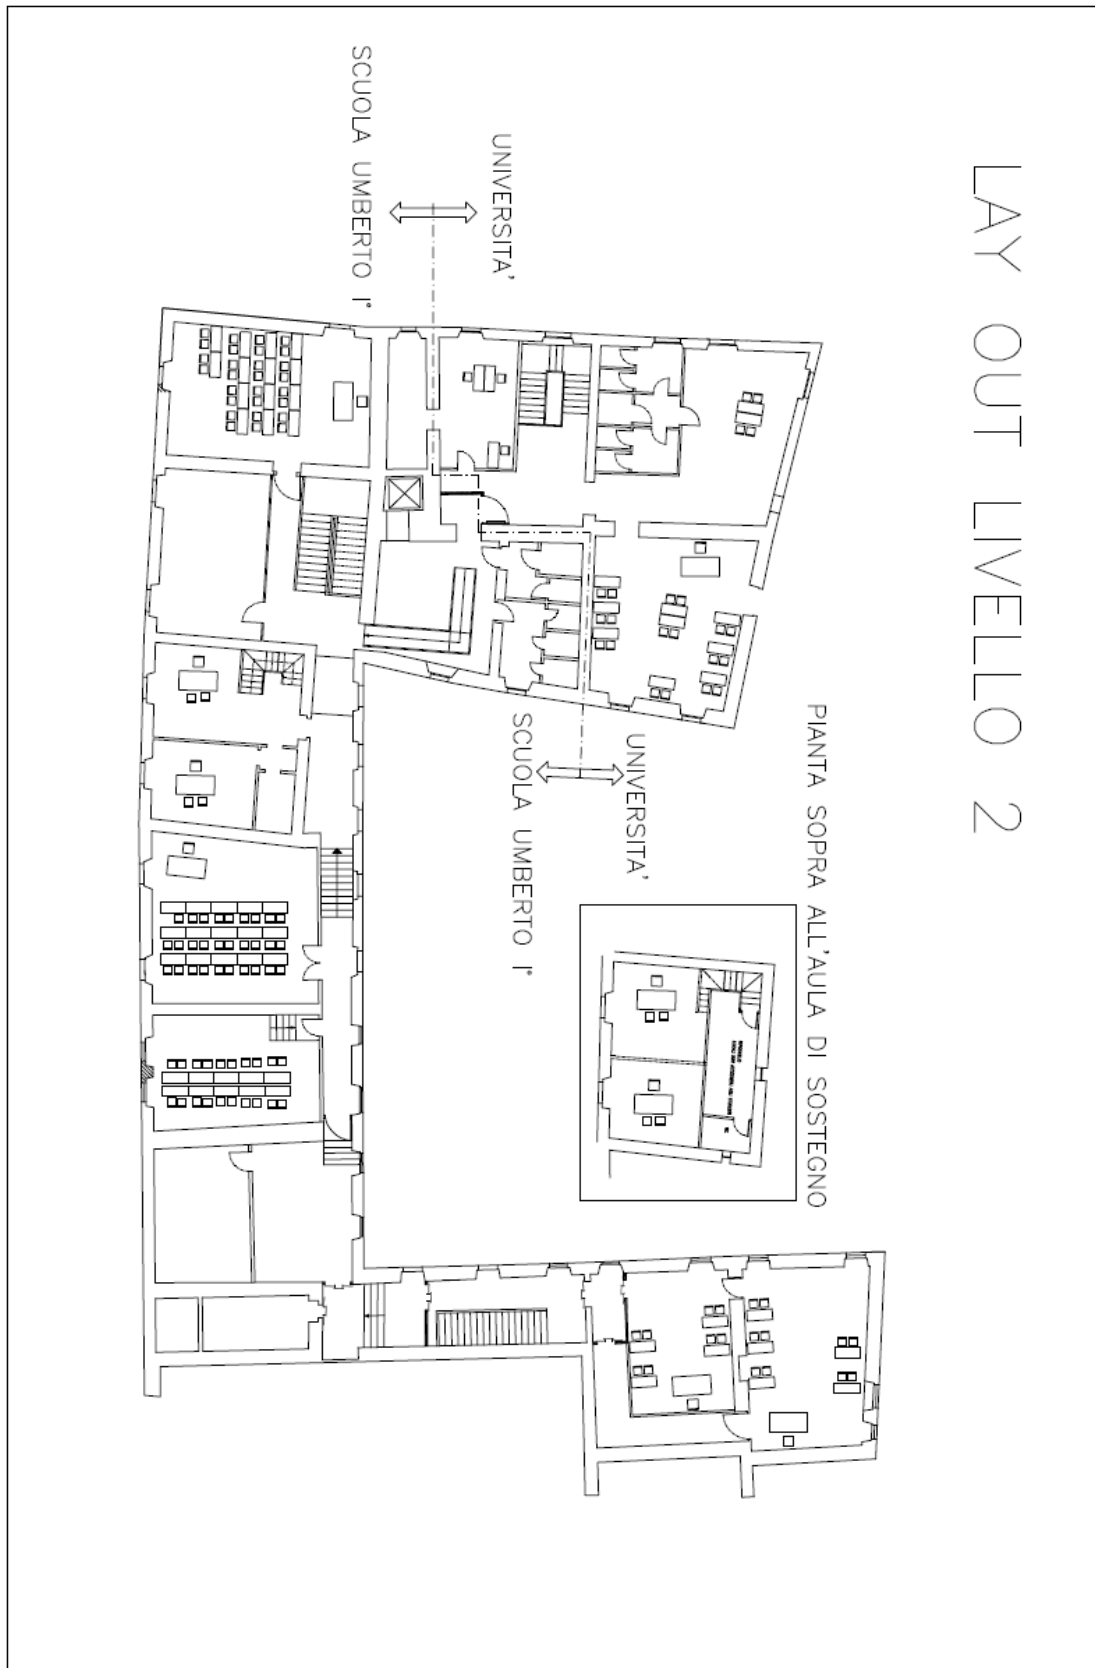 LAY OUT LIVELLO 2
PIANTA SOPRA ALL'AULA DI SOSTEGNO
UNIVERSITA'
SCUOLA UMBERTO I°
UNIVERSITA'
SCUOLA UMBERTO I°